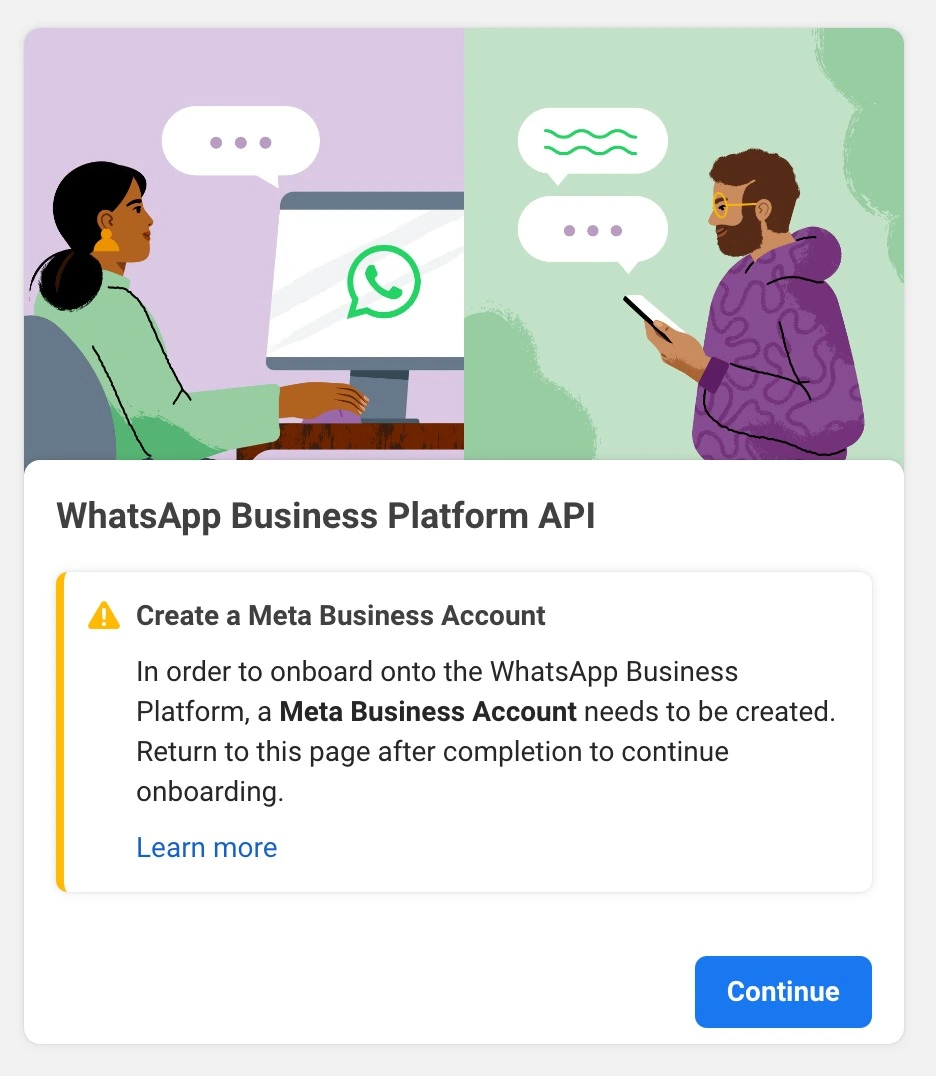 WhatsApp Business Platform API
Create a Meta Business Account
In order to onboard onto the WhatsApp Business
Platform, a Meta Business Account needs to be created.
Return to this page after completion to continue
onboarding.
Learn more
Continue